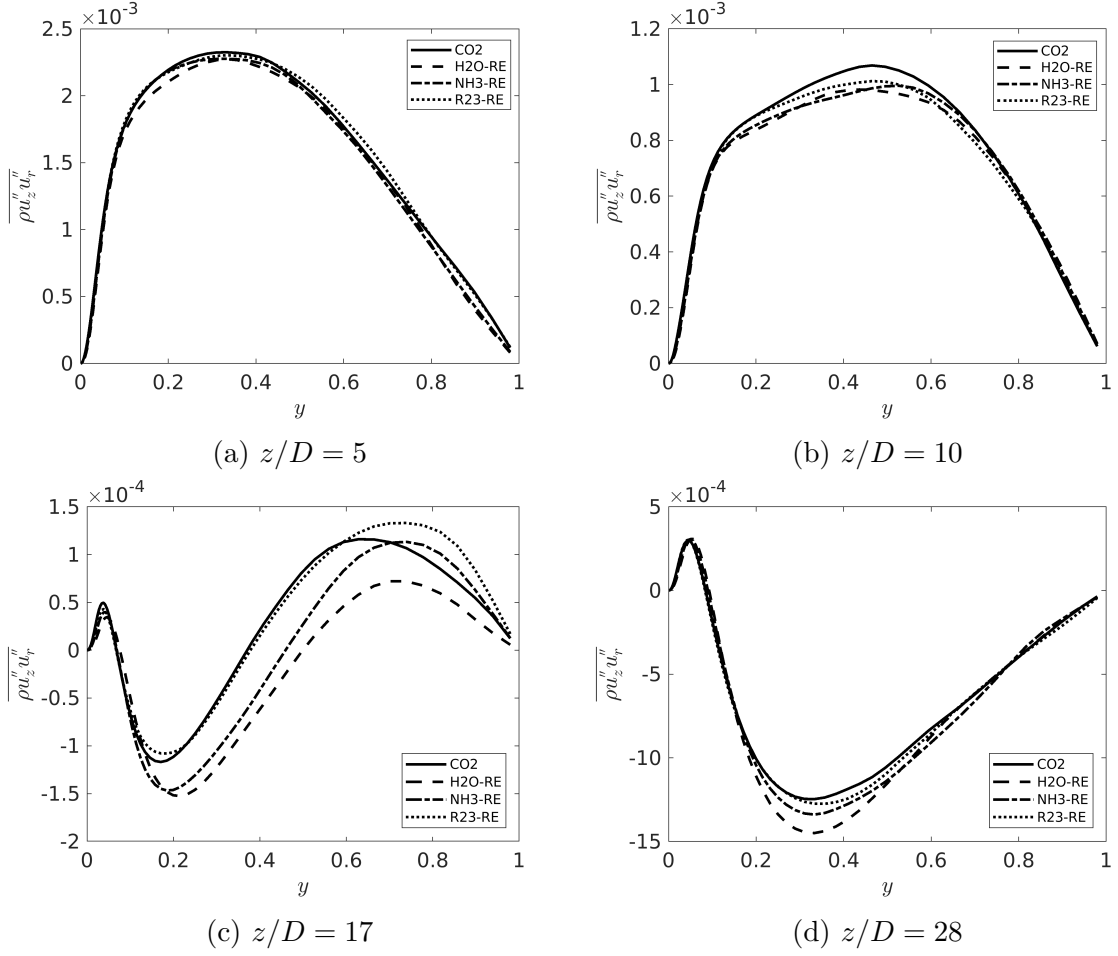 ×10-3
2.5
2
1.5
1
0.5
0
0 0.2 0.4 0.6 0.8 1
ρu″zu″r
y
CO2
H2O-RE
NH3-RE
R23-RE
(a) z/D = 5
×10-3
1.2
1
0.8
0.6
0.4
0.2
0
0 0.2 0.4 0.6 0.8 1
ρu″zu″r
y
CO2
H2O-RE
NH3-RE
R23-RE
(b) z/D = 10
×10-4
1.5
1
0.5
0
-0.5
-1
-1.5
-2
0 0.2 0.4 0.6 0.8 1
ρu″zu″r
y
CO2
H2O-RE
NH3-RE
R23-RE
(c) z/D = 17
×10-4
5
0
-5
-10
-15
0 0.2 0.4 0.6 0.8 1
ρu″zu″r
y
CO2
H2O-RE
NH3-RE
R23-RE
(d) z/D = 28